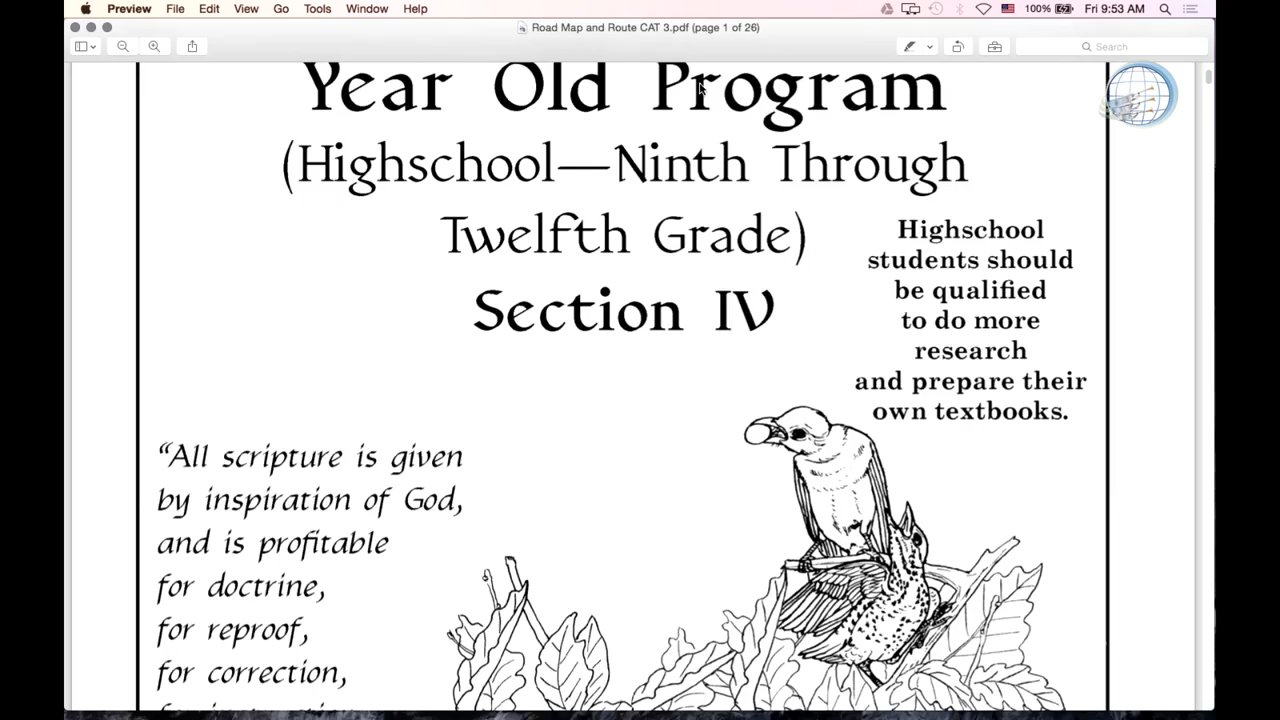 Preview File Edit View Go Tools Window Help 100% Fri 9:53 AM
Road Map and Route CAT 3.pdf (page 1 of 26)
Search
Year Old Program
(Highschool—Ninth Through
Twelfth Grade)
Section IV
Highschool
students should
be qualified
to do more
research
and prepare their
own textbooks.
“All scripture is given
by inspiration of God,
and is profitable
for doctrine,
for reproof,
for correction,